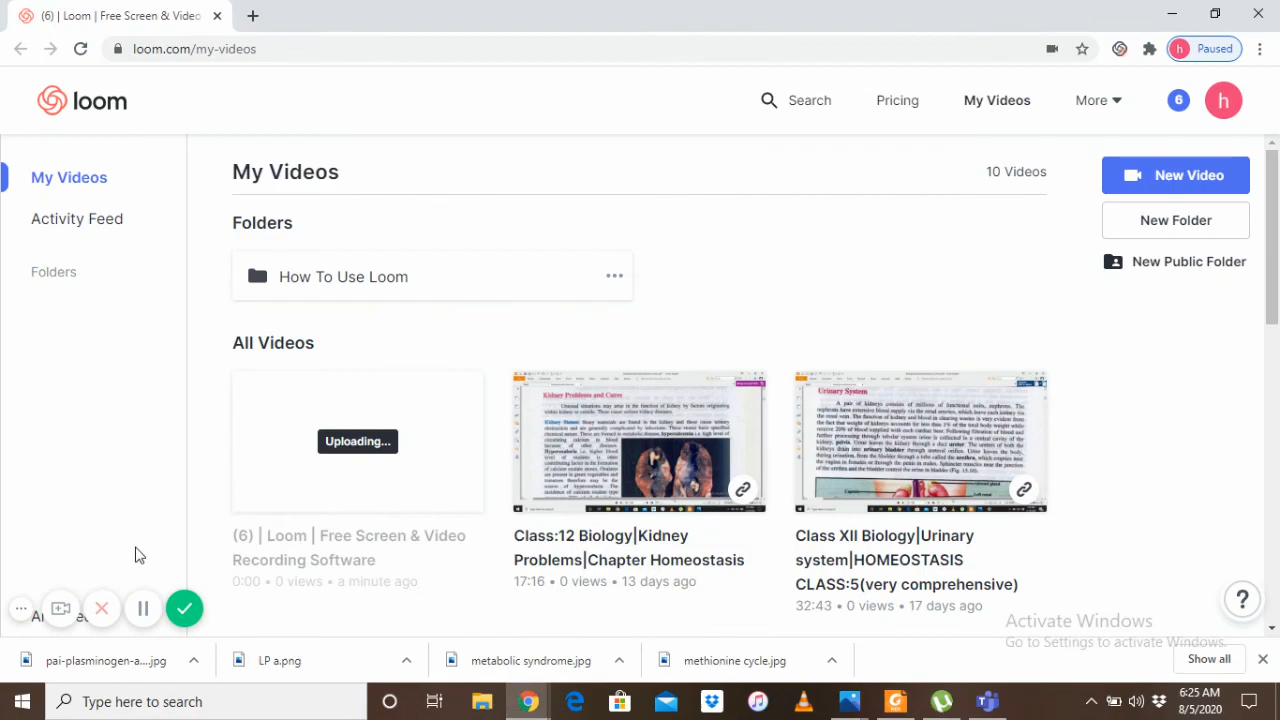 (6) | Loom | Free Screen & Video
loom.com/my-videos
h
Paused
loom
Search
Pricing
My Videos
More
6
h
My Videos
Activity Feed
Folders
My Videos
10 Videos
New Video
New Folder
New Public Folder
Folders
How To Use Loom
All Videos
Uploading...
(6) | Loom | Free Screen & Video
Recording Software
0:00 • 0 views • a minute ago
Kidney Problems and Cures
Class:12 Biology|Kidney
Problems|Chapter Homeostasis
17:16 • 0 views • 13 days ago
Urinary System
Class XII Biology|Urinary
system|HOMEOSTASIS
CLASS:5(very comprehensive)
32:43 • 0 views • 17 days ago
?
Activate Windows
Go to Settings to activate Windows.
pai-plasminogen-a....jpg
LP a.png
metabolic syndrome.jpg
methionine cycle.jpg
Show all
Type here to search
6:25 AM
8/5/2020